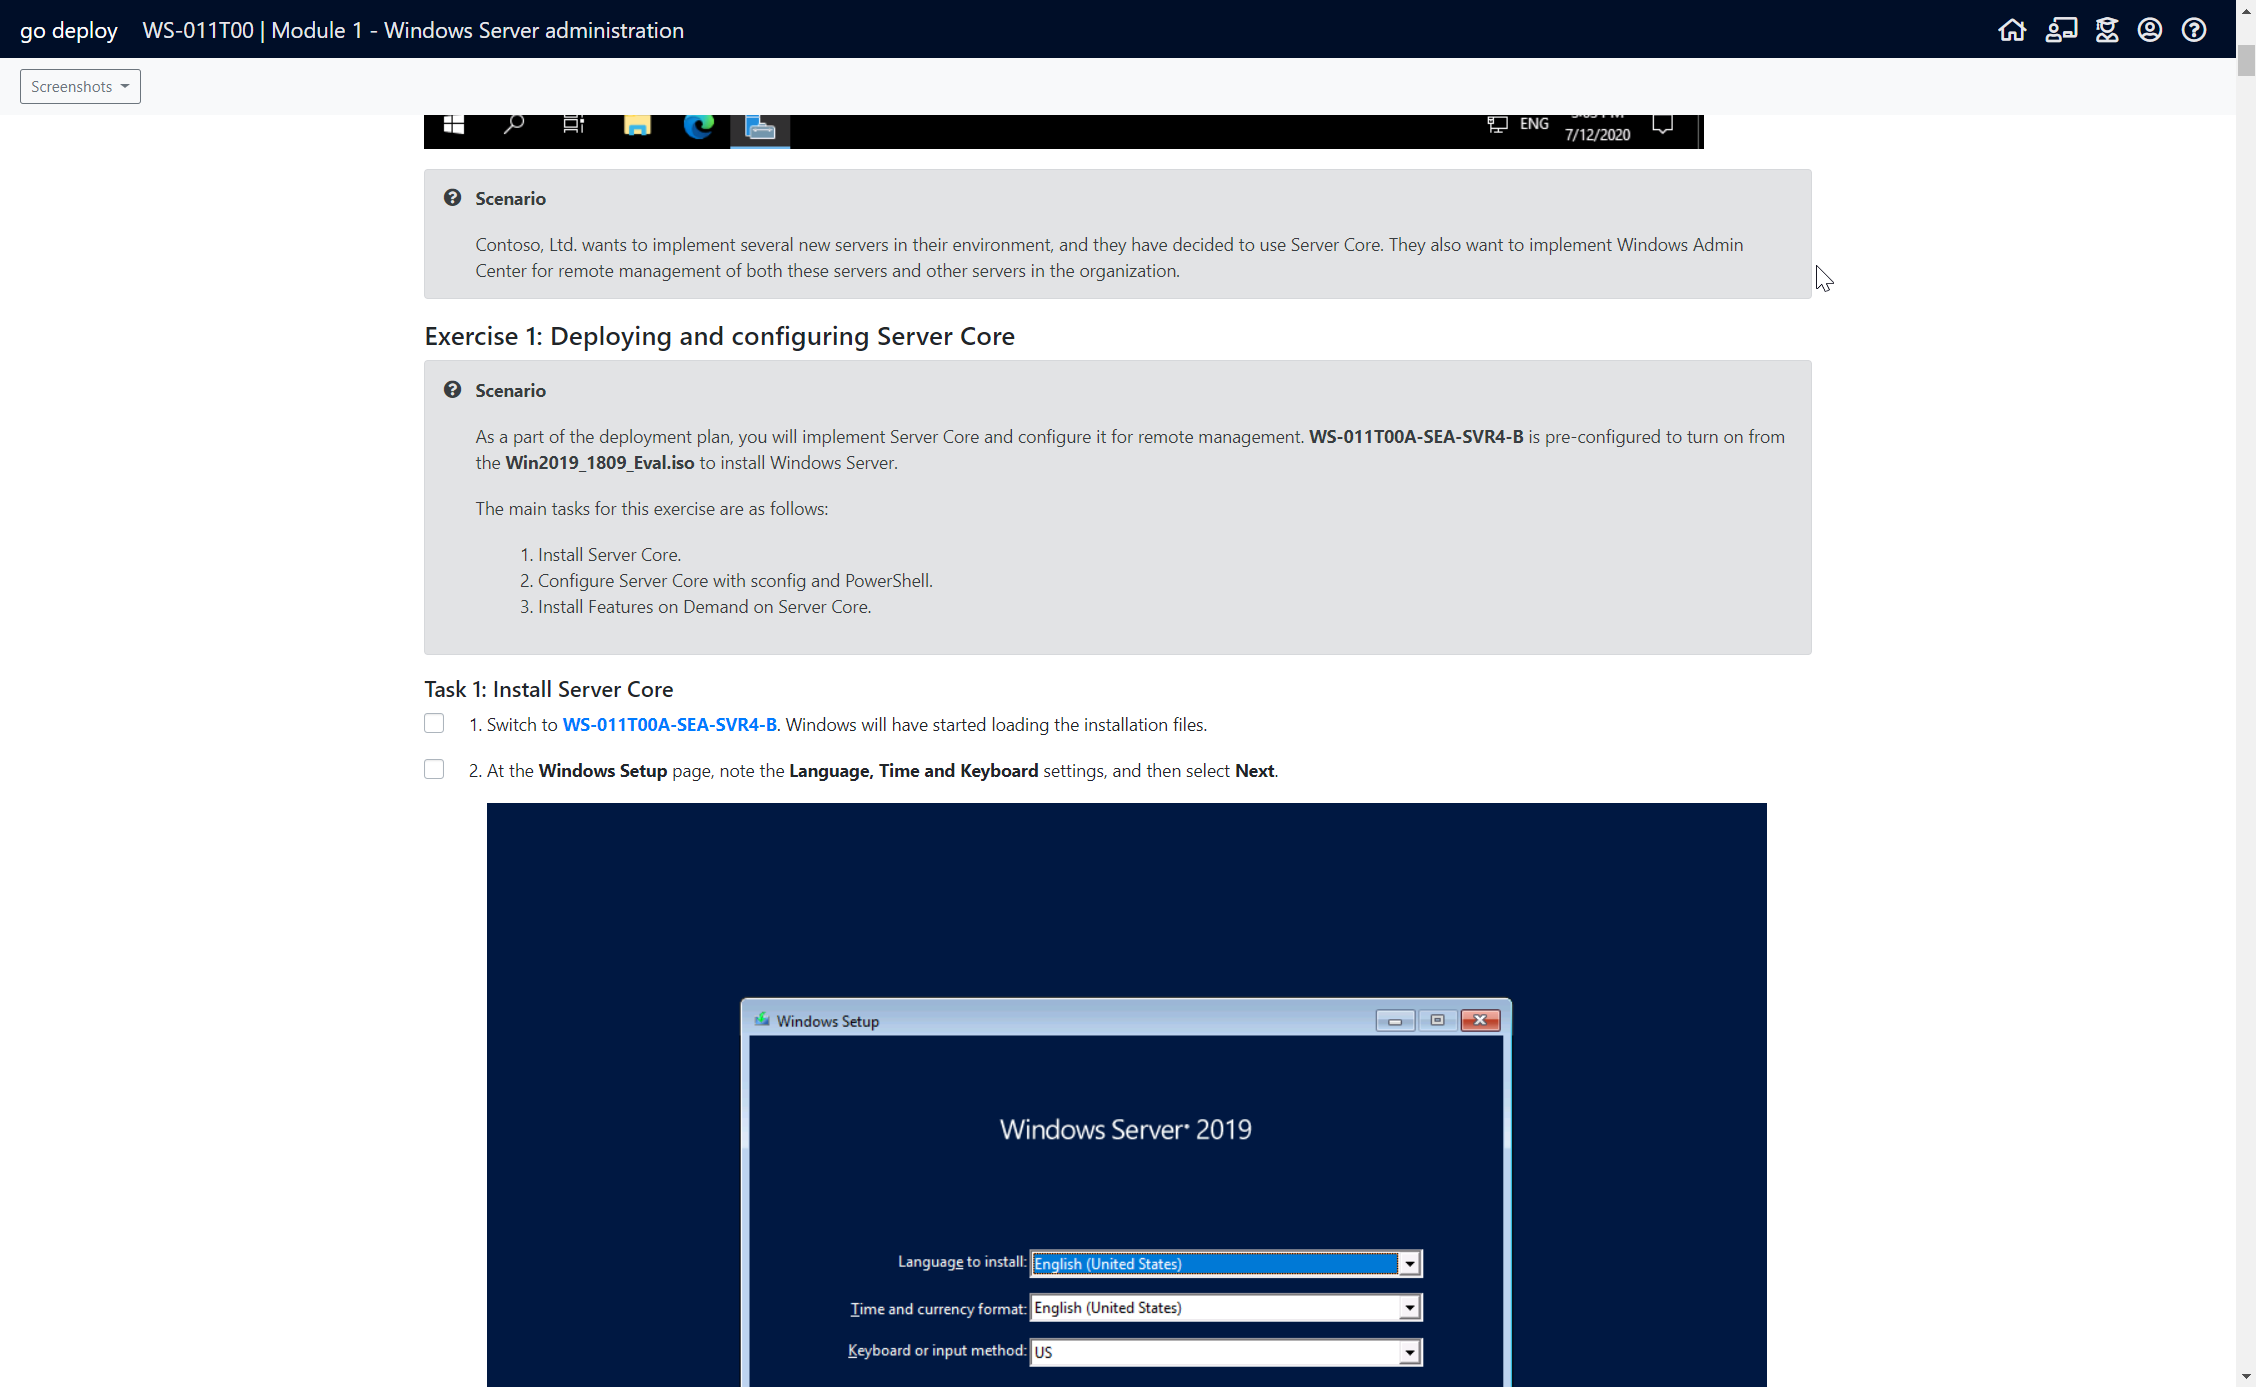 go deploy WS-011T00 | Module 1 - Windows Server administration
Screenshots
ENG
7/12/2020
Scenario
Contoso, Ltd. wants to implement several new servers in their environment, and they have decided to use Server Core. They also want to implement Windows Admin
Center for remote management of both these servers and other servers in the organization.
Exercise 1: Deploying and configuring Server Core
Scenario
As a part of the deployment plan, you will implement Server Core and configure it for remote management. WS-011T00A-SEA-SVR4-B is pre-configured to turn on from
the Win2019_1809_Eval.iso to install Windows Server.
The main tasks for this exercise are as follows:
1. Install Server Core.
2. Configure Server Core with sconfig and PowerShell.
3. Install Features on Demand on Server Core.
Task 1: Install Server Core
1. Switch to WS-011T00A-SEA-SVR4-B. Windows will have started loading the installation files.
2. At the Windows Setup page, note the Language, Time and Keyboard settings, and then select Next.
Windows Setup
Windows Server 2019
Language to install: English (United States)
Time and currency format: English (United States)
Keyboard or input method: US